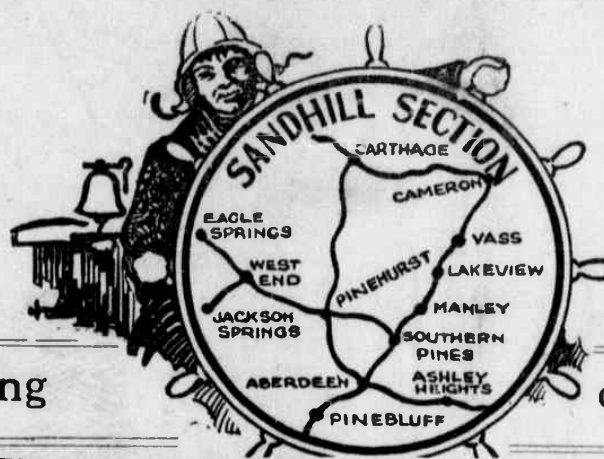 SANDHILL SECTION
CARTHAGE
CAMERON
EAGLE
SPRINGS
VASS
WEST
END
PINEHURST
LAKEVIEW
JACKSON
SPRINGS
MANLEY
SOUTHERN
PINES
ng
ABERDEEN
ASHLEY
HEIGHTS
PINEBLUFF